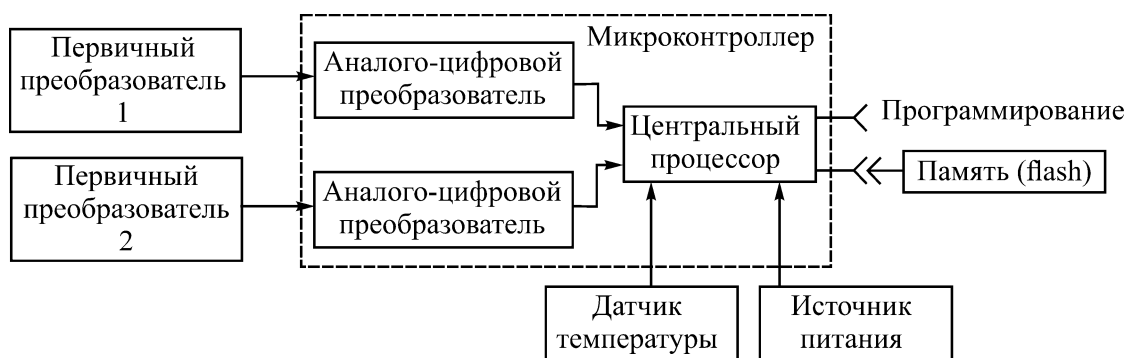 Первичный
преобразователь
1
Первичный
преобразователь
2
Микроконтроллер
Аналого-цифровой
преобразователь
Аналого-цифровой
преобразователь
Центральный
процессор
Программирование
Память (flash)
Датчик
температуры
Источник
питания